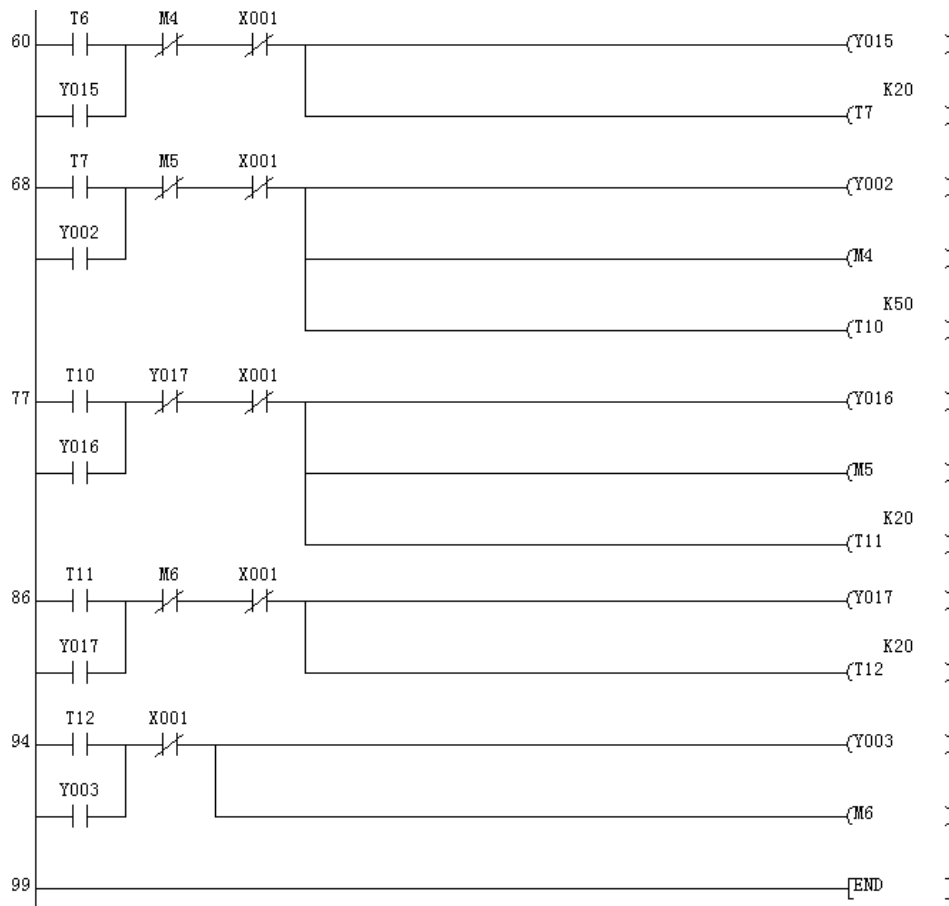 T6 M4 X001
60 Y015
Y015 K20
T7
T7 M5 X001
68 Y002
Y002
M4
K50
T10
T10 Y017 X001
77 Y016
Y016
M5
K20
T11
T11 M6 X001
86 Y017
Y017 K20
T12
T12 X001
94 Y003
Y003
M6
99 END